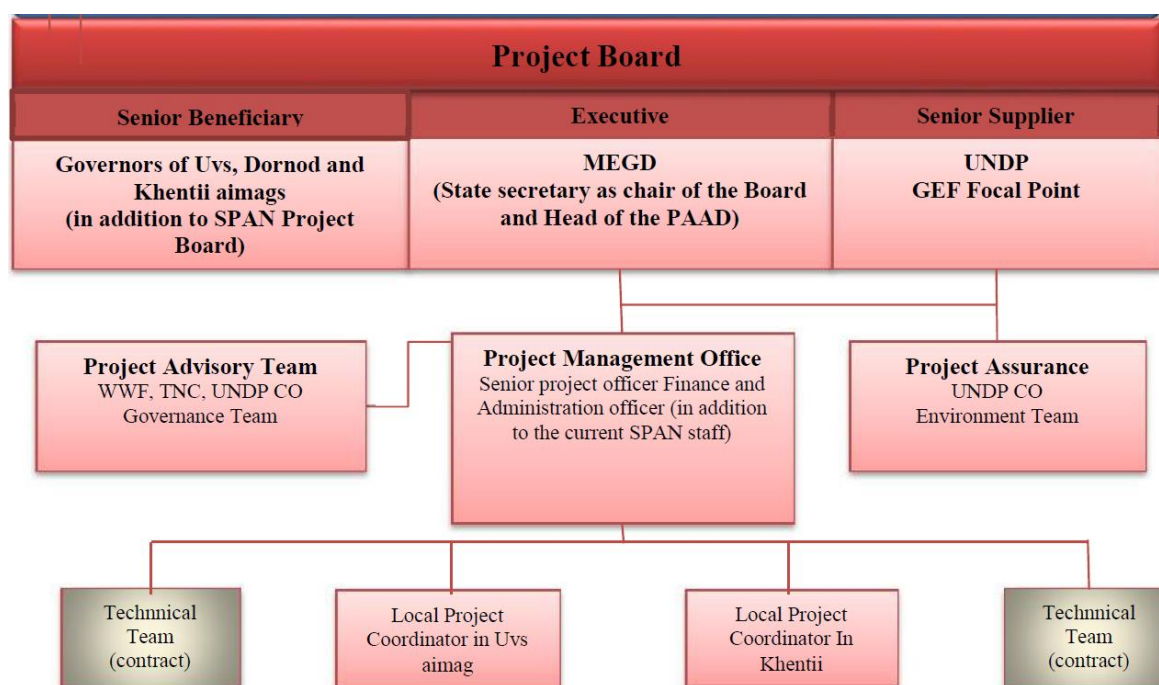 Project Board
Senior Beneficiary
Executive
Senior Supplier
Governors of Uvs, Dornod and
Khentii aimags
(in addition to SPAN Project
Board)
MEGD
(State secretary as chair of the Board
and Head of the PAAD)
UNDP
GEF Focal Point
Project Advisory Team
WWF, TNC, UNDP CO
Governance Team
Project Management Office
Senior project officer Finance and
Administration officer (in addition
to the current SPAN staff)
Project Assurance
UNDP CO
Environment Team
Technnical
Team
(contract)
Local Project
Coordinator in Uvs
aimag
Local Project
Coordinator In
Khentii
Technnical
Team
(contract)